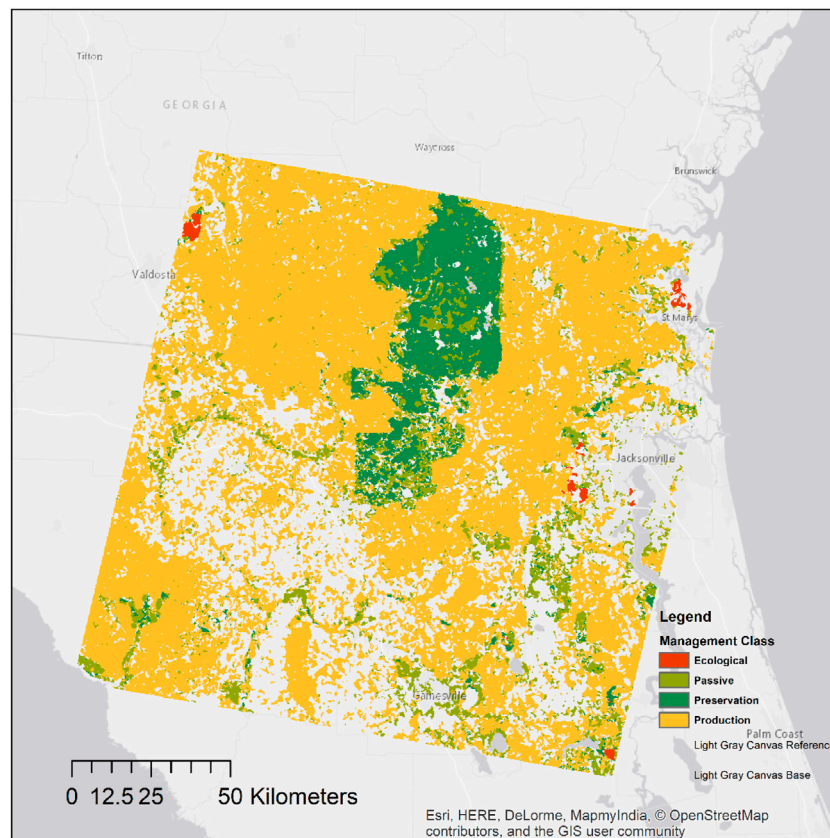 Tifton
GEORGIA
Waycross
Brunswick
Valdosta
St Marys
Jacksonville
Gainesville
Legend
Management Class
Ecological
Passive
Preservation
Production
Palm Coast
Light Gray Canvas Reference
Light Gray Canvas Base
0 12.5 25 50 Kilometers
Esri, HERE, DeLorme, MapmyIndia, © OpenStreetMap
contributors, and the GIS user community